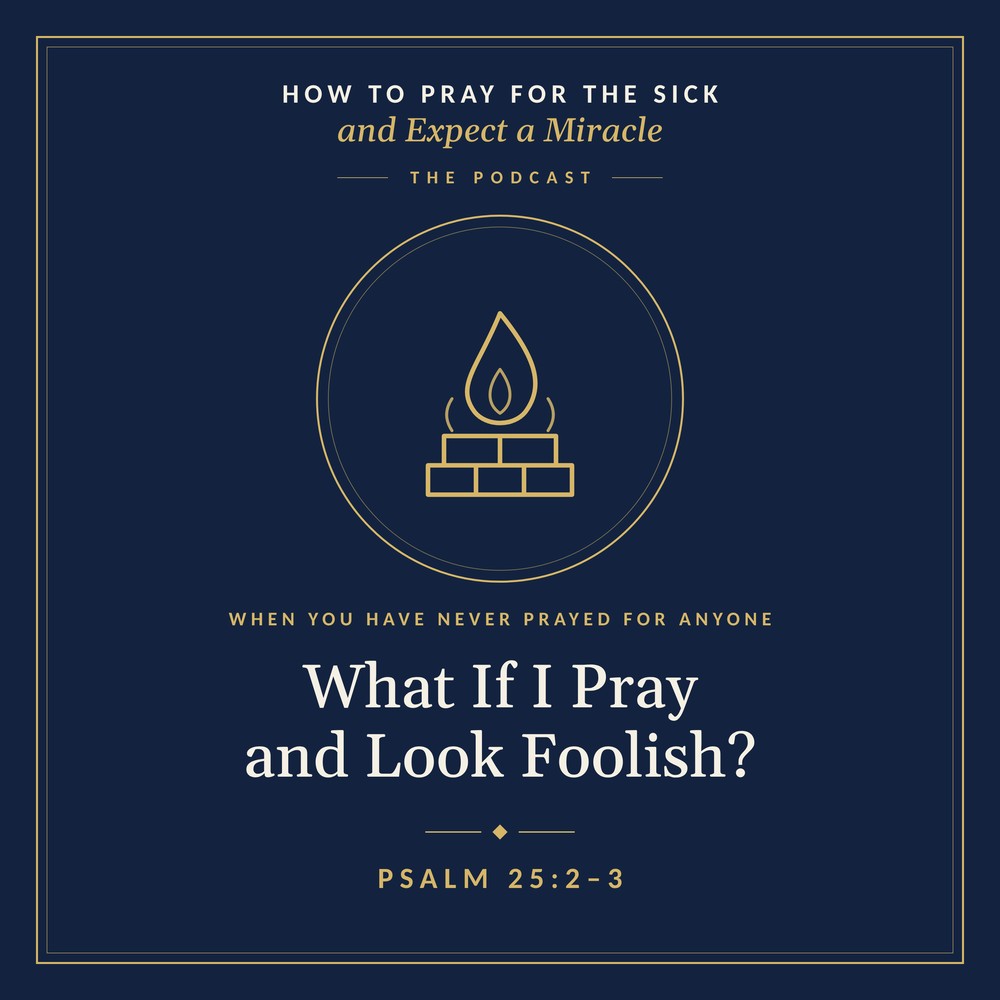 HOW TO PRAY FOR THE SICK
and Expect a Miracle
THE PODCAST
WHEN YOU HAVE NEVER PRAYED FOR ANYONE
What If I Pray
and Look Foolish?
PSALM 25:2–3